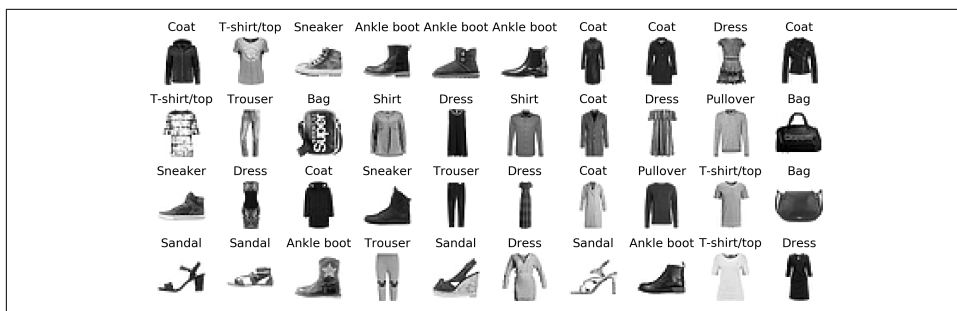 Coat T-shirt/top Sneaker Ankle boot Ankle boot Ankle boot Coat Coat Dress Coat
T-shirt/top Trouser Bag Shirt Dress Shirt Coat Dress Pullover Bag
Super
Sneaker Dress Coat Sneaker Trouser Dress Coat Pullover T-shirt/top Bag
Sandal Sandal Ankle boot Trouser Sandal Dress Sandal Ankle boot T-shirt/top Dress